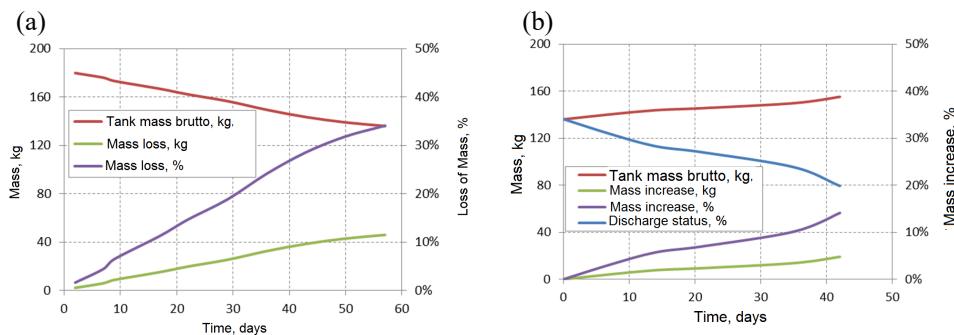 (a)
200
160
120
80
40
0
Mass, kg
50%
40%
30%
20%
10%
0%
Loss of Mass, %
Tank mass brutto, kg.
Mass loss, kg
Mass loss, %
0 10 20 30 40 50 60
Time, days
(b)
200
160
120
80
40
0
Mass, kg
50%
40%
30%
20%
10%
0%
Mass increase, %
Tank mass brutto, kg.
Mass increase, kg
Mass increase, %
Discharge status, %
0 10 20 30 40 50
Time, days